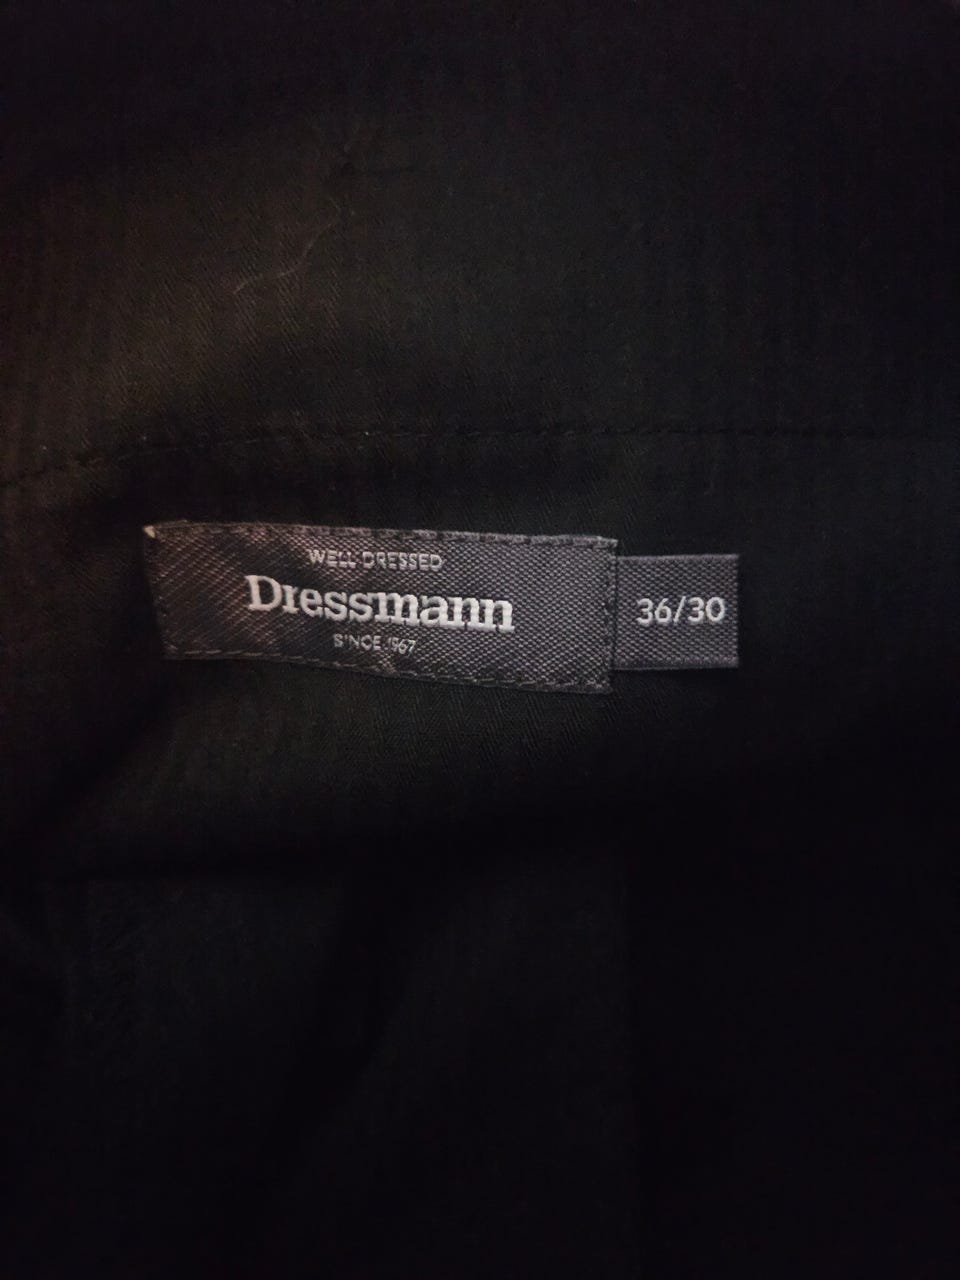 WELL DRESSED
Dressmann
SINCE 1967
36/30